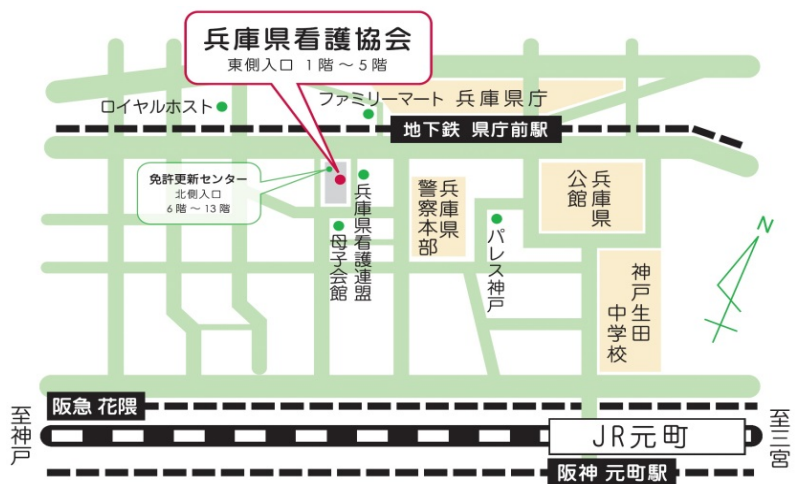 兵庫県看護協会
東側入口 1階～5階
ロイヤルホスト
ファミリーマート
兵庫県庁
地下鉄 県庁前駅
免許更新センター
北側入口
6階～13階
兵庫県看護連盟
母子会館
兵庫県
警察本部
パレス神戸
兵庫県
公館
N
神戸生田
中学校
阪急 花隈
至神戸
JR元町
至三宮
阪神 元町駅